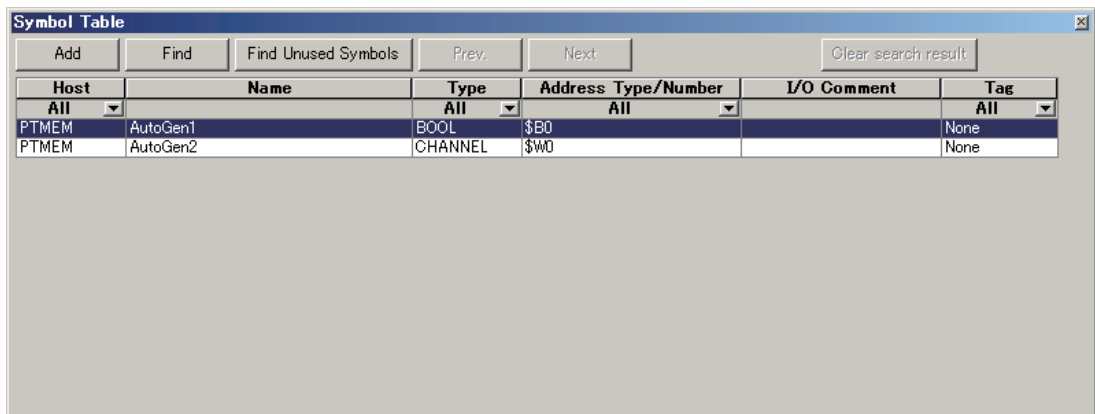 Symbol Table
Add Find Find Unused Symbols Prev. Next Clear search result
Host Name Type Address Type/Number I/O Comment Tag
All All All All
PTMEM AutoGen1 BOOL $B0 None
PTMEM AutoGen2 CHANNEL $W0 None